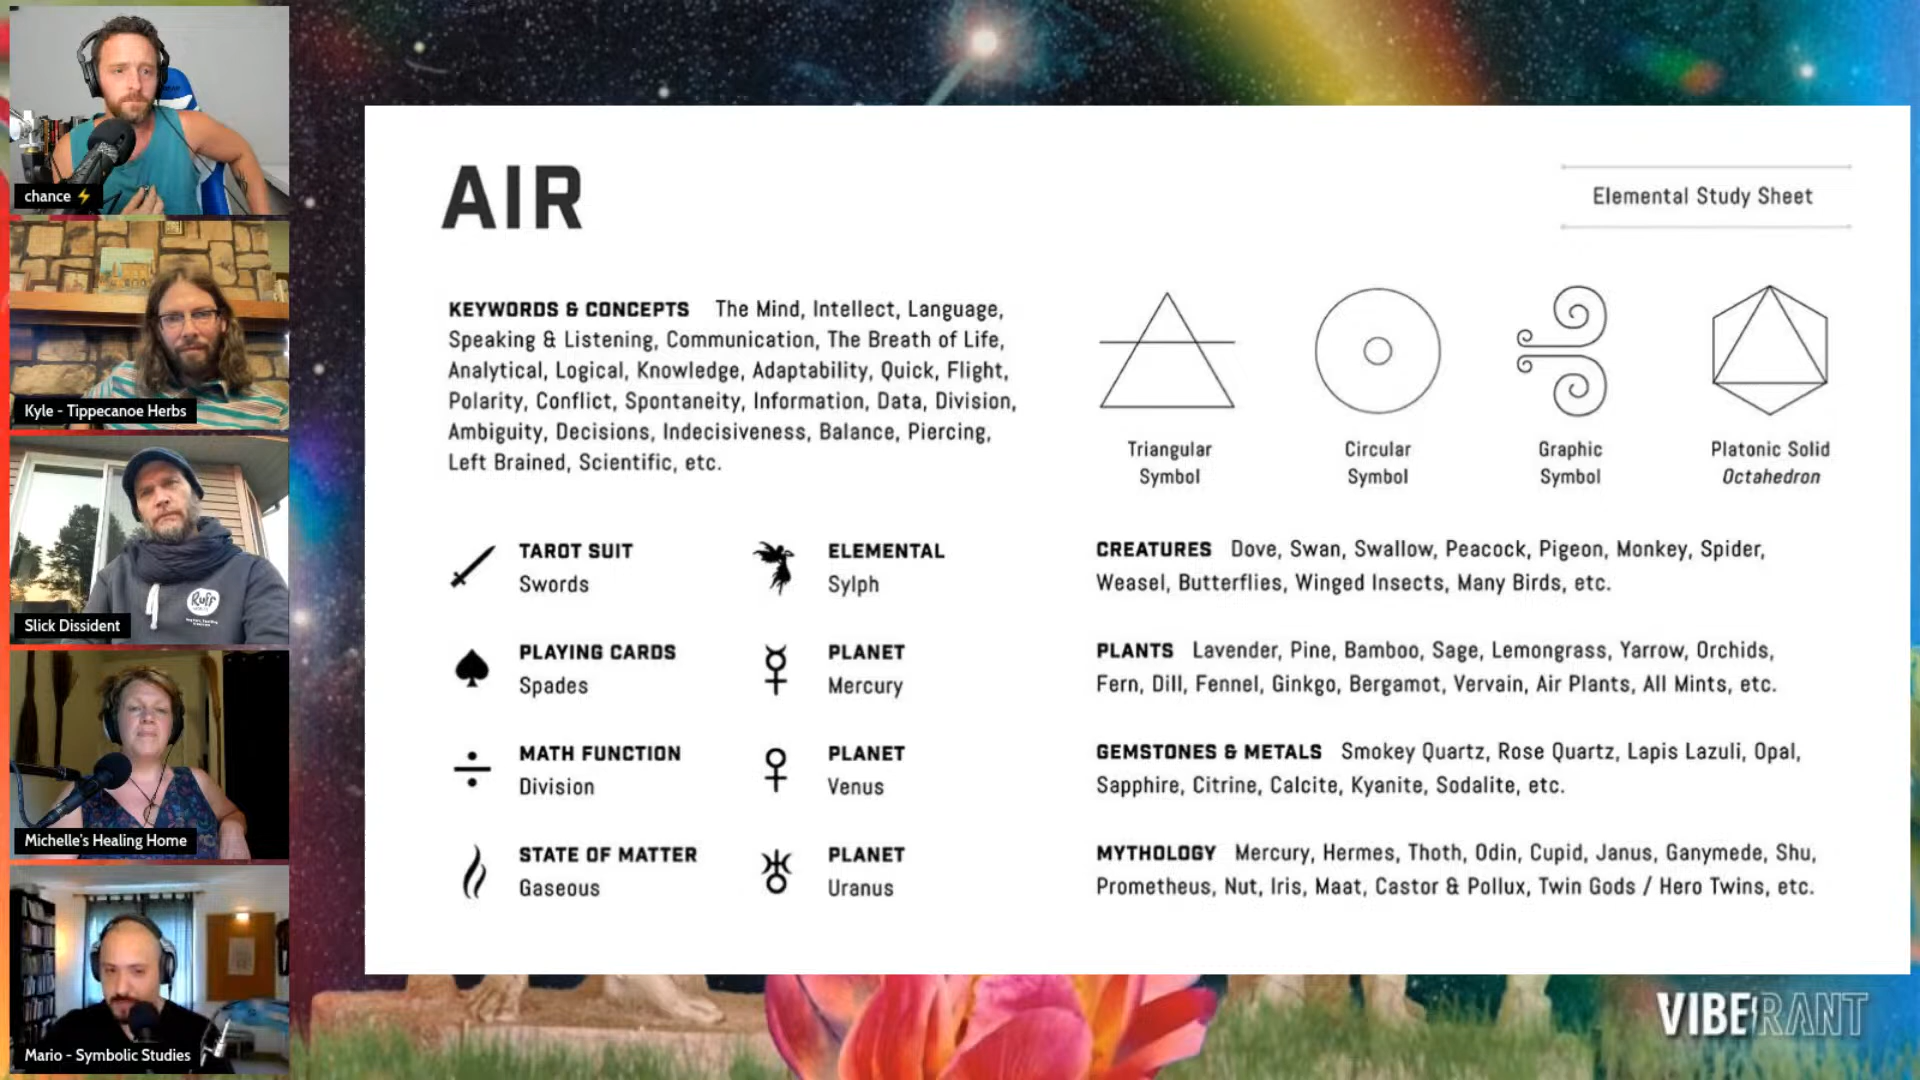 chance ⚡
Kyle - Tippecanoe Herbs
Ruff
Slick Dissident
Michelle's Healing Home
Mario - Symbolic Studies
AIR
Elemental Study Sheet
KEYWORDS & CONCEPTS The Mind, Intellect, Language,
Speaking & Listening, Communication, The Breath of Life,
Analytical, Logical, Knowledge, Adaptability, Quick, Flight,
Polarity, Conflict, Spontaneity, Information, Data, Division,
Ambiguity, Decisions, Indecisiveness, Balance, Piercing,
Left Brained, Scientific, etc.
Triangular
Symbol
Circular
Symbol
Graphic
Symbol
Platonic Solid
Octahedron
TAROT SUIT
Swords
ELEMENTAL
Sylph
PLAYING CARDS
Spades
PLANET
Mercury
MATH FUNCTION
Division
PLANET
Venus
STATE OF MATTER
Gaseous
PLANET
Uranus
CREATURES Dove, Swan, Swallow, Peacock, Pigeon, Monkey, Spider,
Weasel, Butterflies, Winged Insects, Many Birds, etc.
PLANTS Lavender, Pine, Bamboo, Sage, Lemongrass, Yarrow, Orchids,
Fern, Dill, Fennel, Ginkgo, Bergamot, Vervain, Air Plants, All Mints, etc.
GEMSTONES & METALS Smokey Quartz, Rose Quartz, Lapis Lazuli, Opal,
Sapphire, Citrine, Calcite, Kyanite, Sodalite, etc.
MYTHOLOGY Mercury, Hermes, Thoth, Odin, Cupid, Janus, Ganymede, Shu,
Prometheus, Nut, Iris, Maat, Castor & Pollux, Twin Gods / Hero Twins, etc.
VIBERANT